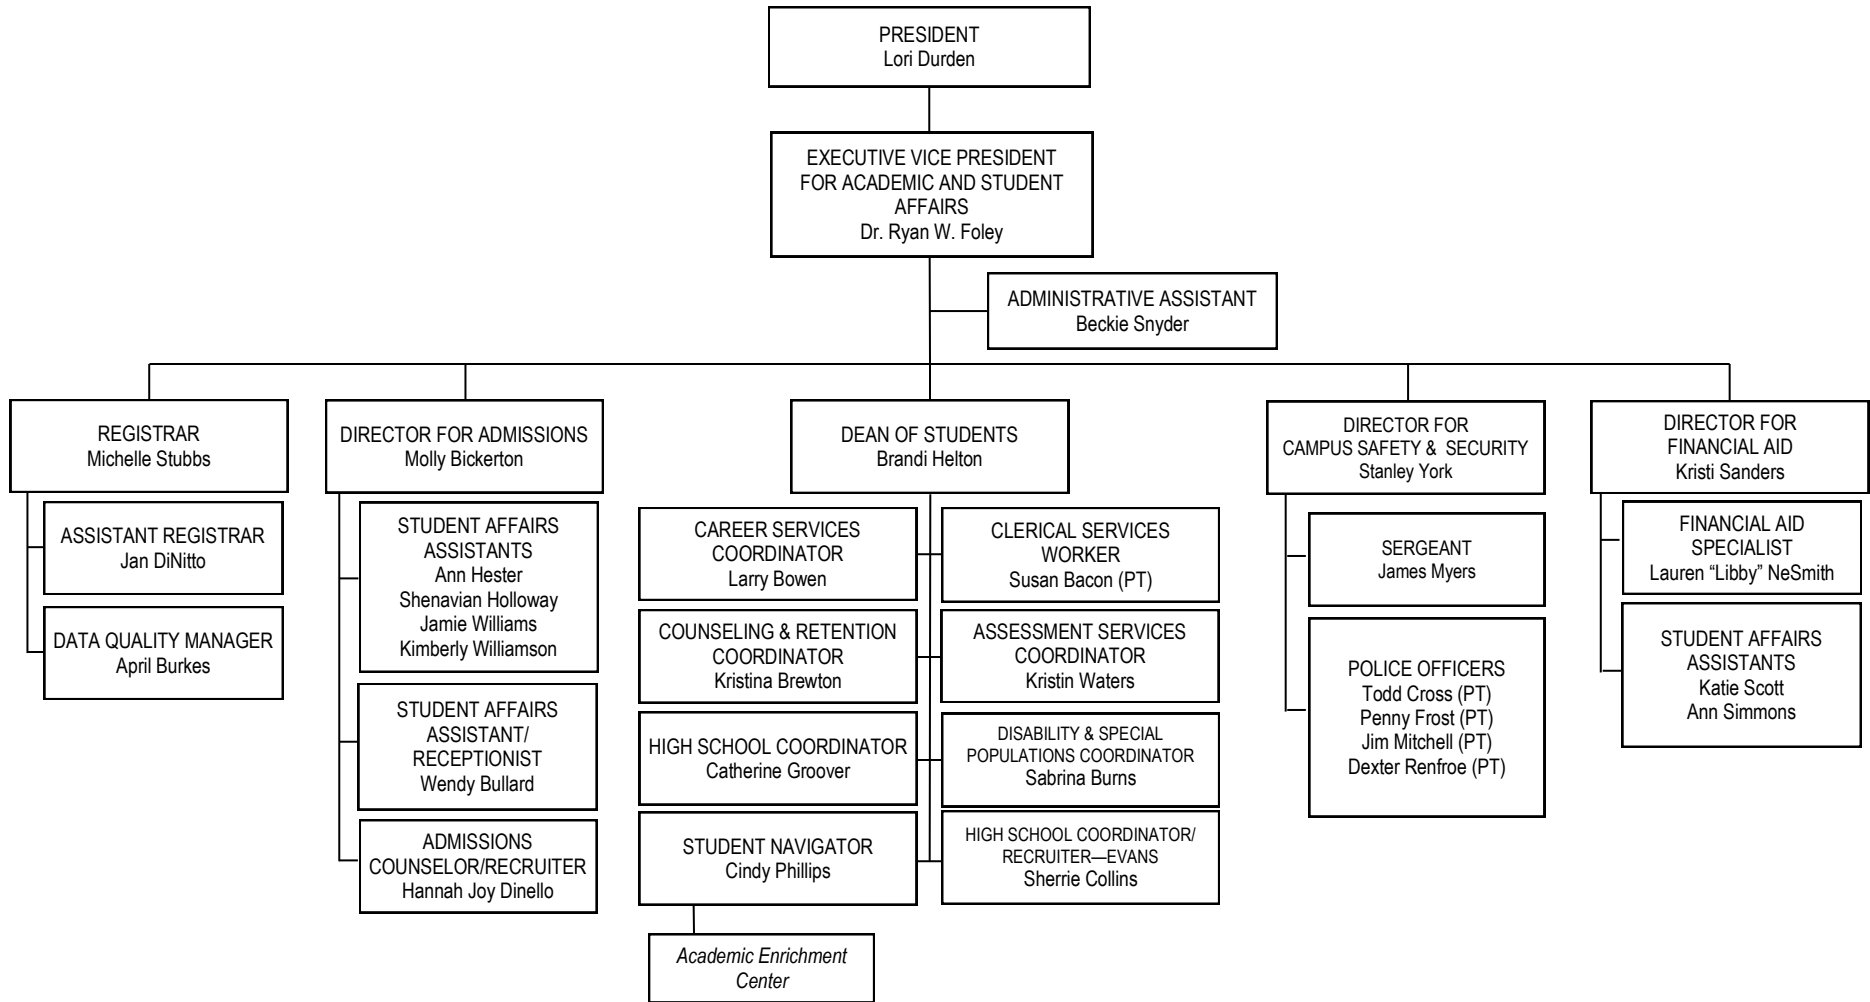 PRESIDENT
Lori Durden
EXECUTIVE VICE PRESIDENT
FOR ACADEMIC AND STUDENT
AFFAIRS
Dr. Ryan W. Foley
ADMINISTRATIVE ASSISTANT
Beckie Snyder
REGISTRAR
Michelle Stubbs
ASSISTANT REGISTRAR
Jan DiNitto
DATA QUALITY MANAGER
April Burkes
DIRECTOR FOR ADMISSIONS
Molly Bickerton
STUDENT AFFAIRS
ASSISTANTS
Ann Hester
Shenavian Holloway
Jamie Williams
Kimberly Williamson
STUDENT AFFAIRS
ASSISTANT/
RECEPTIONIST
Wendy Bullard
ADMISSIONS
COUNSELOR/RECRUITER
Hannah Joy Dinello
DEAN OF STUDENTS
Brandi Helton
CAREER SERVICES
COORDINATOR
Larry Bowen
CLERICAL SERVICES
WORKER
Susan Bacon (PT)
COUNSELING & RETENTION
COORDINATOR
Kristina Brewton
ASSESSMENT SERVICES
COORDINATOR
Kristin Waters
HIGH SCHOOL COORDINATOR
Catherine Groover
DISABILITY & SPECIAL
POPULATIONS COORDINATOR
Sabrina Burns
STUDENT NAVIGATOR
Cindy Phillips
HIGH SCHOOL COORDINATOR/
RECRUITER—EVANS
Sherrie Collins
Academic Enrichment
Center
DIRECTOR FOR
CAMPUS SAFETY & SECURITY
Stanley York
SERGEANT
James Myers
POLICE OFFICERS
Todd Cross (PT)
Penny Frost (PT)
Jim Mitchell (PT)
Dexter Renfroe (PT)
DIRECTOR FOR
FINANCIAL AID
Kristi Sanders
FINANCIAL AID
SPECIALIST
Lauren “Libby” NeSmith
STUDENT AFFAIRS
ASSISTANTS
Katie Scott
Ann Simmons